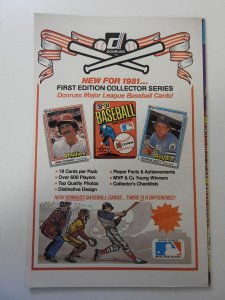 DONRUSS
NEW FOR 1981...
FIRST EDITION COLLECTOR SERIES
Donruss Major League Baseball Cards!
Phillies
BASEBALL
Royals
• 18 Cards per Pack
• Over 600 Players
• Top Quality Photos
• Distinctive Design
• Player Facts & Achievements
• MVP & Cy Young Winners
• Collector's Checklists
NEW DONRUSS BASEBALL CARDS... THERE IS A DIFFERENCE!